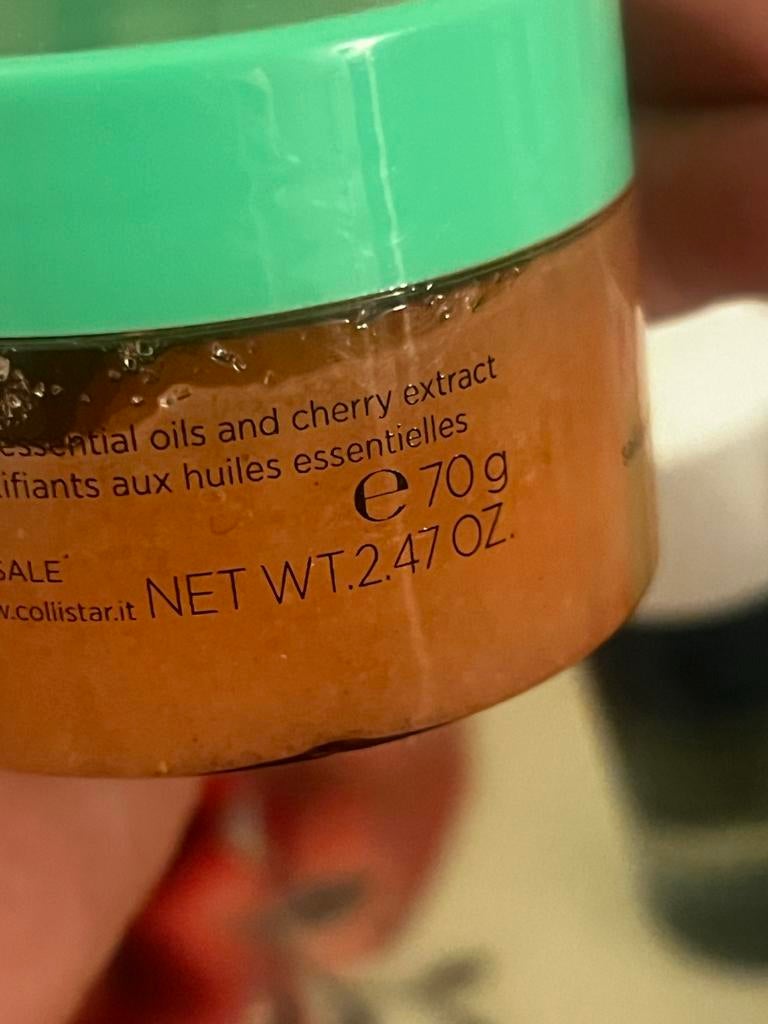 essential oils and cherry extract
ifiants aux huiles essentielles
e 70 g
SALE*
w.collistar.it NET WT. 2.47 OZ.